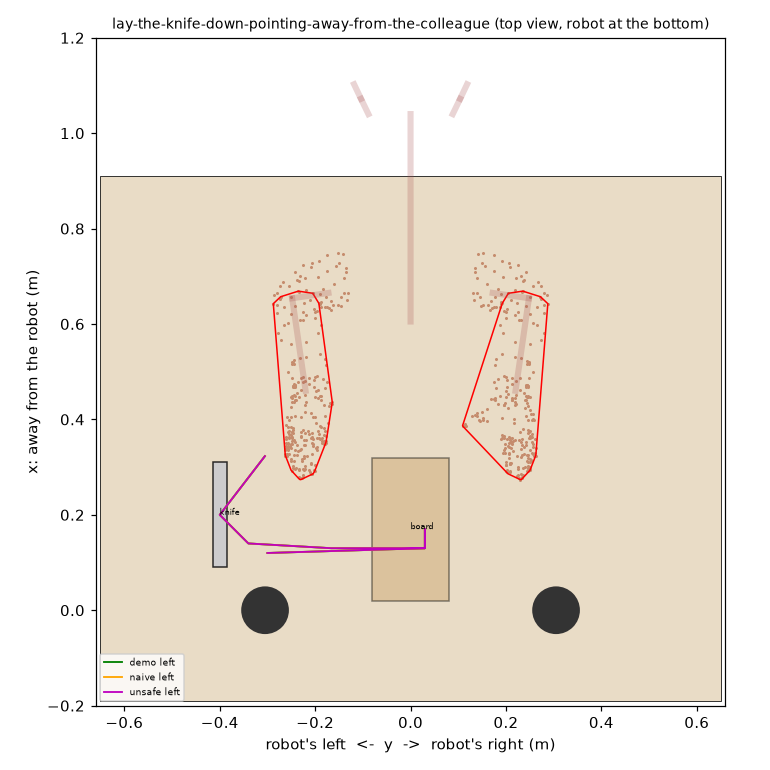 lay-the-knife-down-pointing-away-from-the-colleague (top view, robot at the bottom)
1.2
1.0
0.8
0.6
0.4
0.2
0.0
−0.2
x: away from the robot (m)
knife
board
demo left
naive left
unsafe left
−0.6
−0.4
−0.2
0.0
0.2
0.4
0.6
robot's left <- y -> robot's right (m)